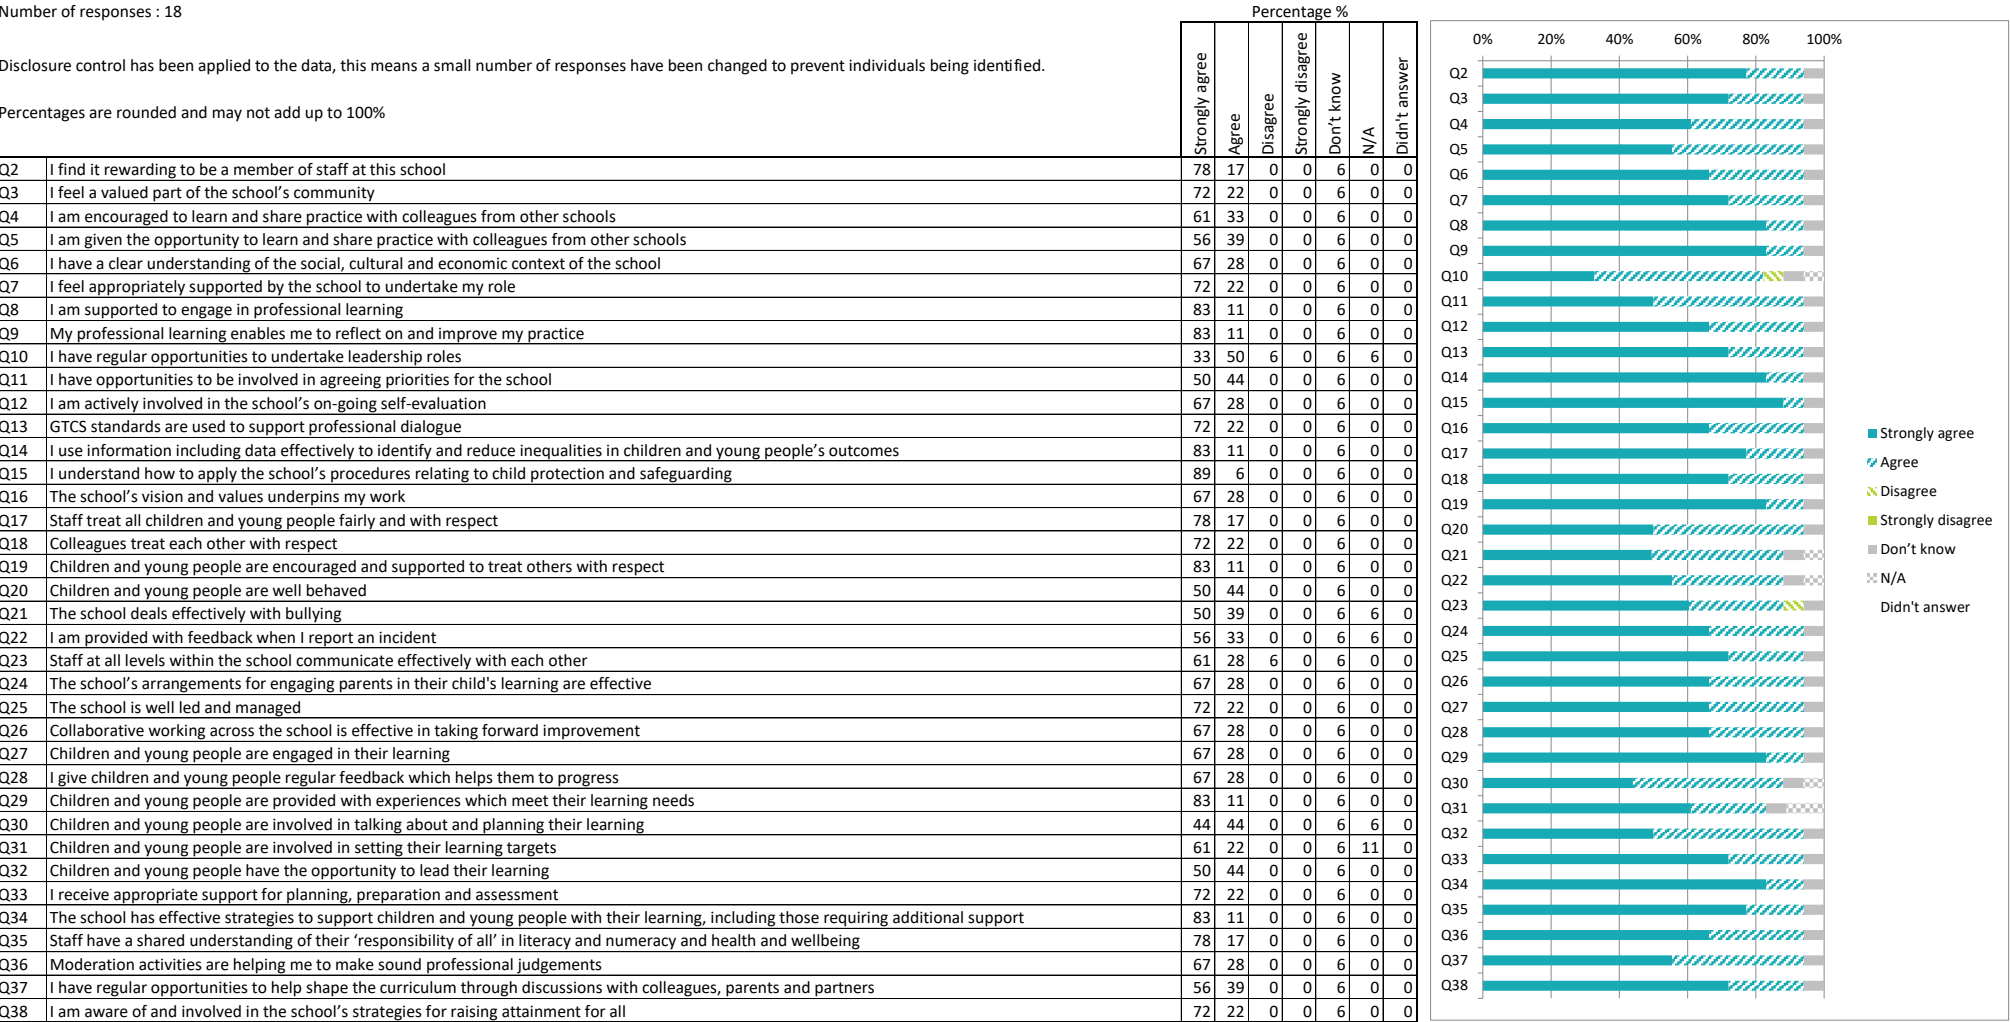 Number of responses : 18
Percentage %
Disclosure control has been applied to the data, this means a small number of responses have been changed to prevent individuals being identified.
Percentages are rounded and may not add up to 100%
Strongly agree
Agree
Disagree
Strongly disagree
Don't know
N/A
Didn't answer
Q2 I find it rewarding to be a member of staff at this school 78 17 0 0 6 0 0
Q3 I feel a valued part of the school’s community 72 22 0 0 6 0 0
Q4 I am encouraged to learn and share practice with colleagues from other schools 61 33 0 0 6 0 0
Q5 I am given the opportunity to learn and share practice with colleagues from other schools 56 39 0 0 6 0 0
Q6 I have a clear understanding of the social, cultural and economic context of the school 67 28 0 0 6 0 0
Q7 I feel appropriately supported by the school to undertake my role 72 22 0 0 6 0 0
Q8 I am supported to engage in professional learning 83 11 0 0 6 0 0
Q9 My professional learning enables me to reflect on and improve my practice 83 11 0 0 6 0 0
Q10 I have regular opportunities to undertake leadership roles 33 50 6 0 6 6 0
Q11 I have opportunities to be involved in agreeing priorities for the school 50 44 0 0 6 0 0
Q12 I am actively involved in the school’s on-going self-evaluation 67 28 0 0 6 0 0
Q13 GTCS standards are used to support professional dialogue 72 22 0 0 6 0 0
Q14 I use information including data effectively to identify and reduce inequalities in children and young people’s outcomes 83 11 0 0 6 0 0
Q15 I understand how to apply the school’s procedures relating to child protection and safeguarding 89 6 0 0 6 0 0
Q16 The school’s vision and values underpins my work 67 28 0 0 6 0 0
Q17 Staff treat all children and young people fairly and with respect 78 17 0 0 6 0 0
Q18 Colleagues treat each other with respect 72 22 0 0 6 0 0
Q19 Children and young people are encouraged and supported to treat others with respect 83 11 0 0 6 0 0
Q20 Children and young people are well behaved 50 44 0 0 6 0 0
Q21 The school deals effectively with bullying 50 39 0 0 6 6 0
Q22 I am provided with feedback when I report an incident 56 33 0 0 6 6 0
Q23 Staff at all levels within the school communicate effectively with each other 61 28 6 0 6 0 0
Q24 The school’s arrangements for engaging parents in their child's learning are effective 67 28 0 0 6 0 0
Q25 The school is well led and managed 72 22 0 0 6 0 0
Q26 Collaborative working across the school is effective in taking forward improvement 67 28 0 0 6 0 0
Q27 Children and young people are engaged in their learning 67 28 0 0 6 0 0
Q28 I give children and young people regular feedback which helps them to progress 67 28 0 0 6 0 0
Q29 Children and young people are provided with experiences which meet their learning needs 83 11 0 0 6 0 0
Q30 Children and young people are involved in talking about and planning their learning 44 44 0 0 6 6 0
Q31 Children and young people are involved in setting their learning targets 61 22 0 0 6 11 0
Q32 Children and young people have the opportunity to lead their learning 50 44 0 0 6 0 0
Q33 I receive appropriate support for planning, preparation and assessment 72 22 0 0 6 0 0
Q34 The school has effective strategies to support children and young people with their learning, including those requiring additional support 83 11 0 0 6 0 0
Q35 Staff have a shared understanding of their ‘responsibility of all’ in literacy and numeracy and health and wellbeing 78 17 0 0 6 0 0
Q36 Moderation activities are helping me to make sound professional judgements 67 28 0 0 6 0 0
Q37 I have regular opportunities to help shape the curriculum through discussions with colleagues, parents and partners 56 39 0 0 6 0 0
Q38 I am aware of and involved in the school’s strategies for raising attainment for all 72 22 0 0 6 0 0
0% 20% 40% 60% 80% 100%
Q2
Q3
Q4
Q5
Q6
Q7
Q8
Q9
Q10
Q11
Q12
Q13
Q14
Q15
Q16
Q17
Q18
Q19
Q20
Q21
Q22
Q23
Q24
Q25
Q26
Q27
Q28
Q29
Q30
Q31
Q32
Q33
Q34
Q35
Q36
Q37
Q38
Strongly agree
Agree
Disagree
Strongly disagree
Don’t know
N/A
Didn't answer